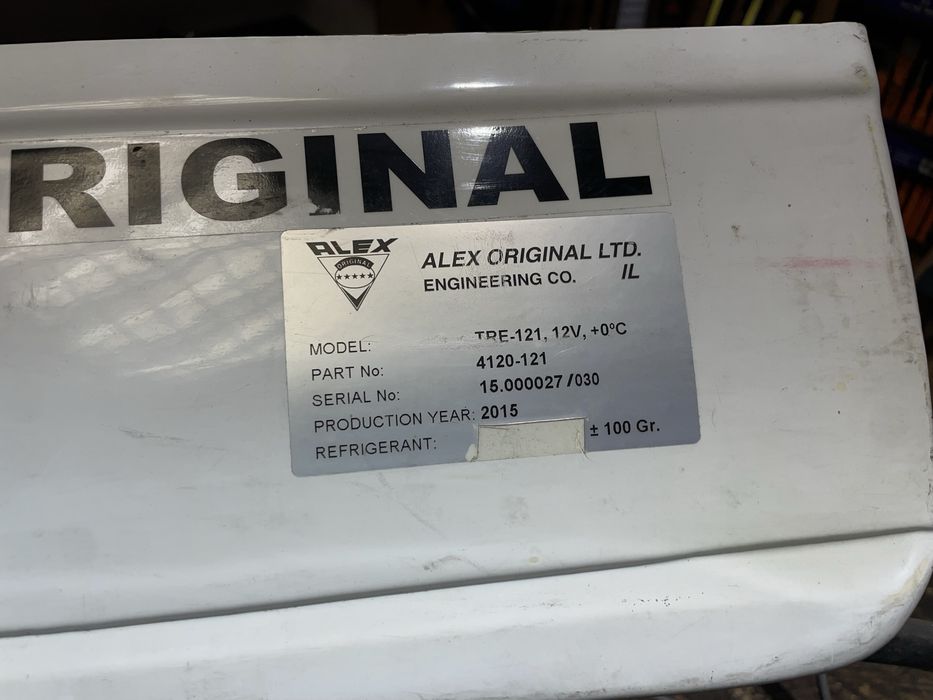 RIGINAL
ALEX
ORIGINAL
ALEX ORIGINAL LTD.
ENGINEERING CO. IL
MODEL: TRE-121, 12V, +0°C
PART No: 4120-121
SERIAL No: 15.000027/030
PRODUCTION YEAR: 2015
REFRIGERANT: ± 100 Gr.